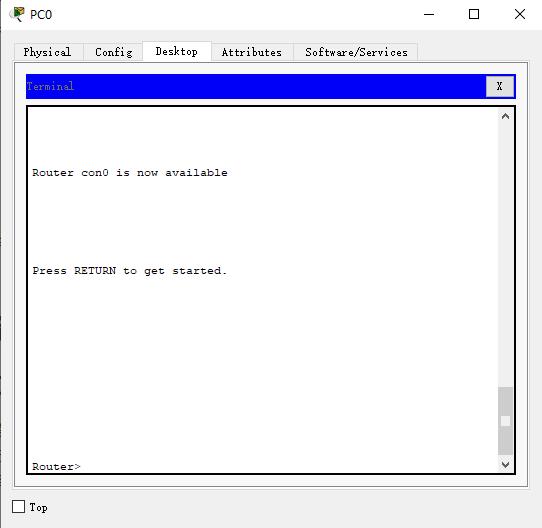 PC0
Physical Config Desktop Attributes Software/Services
Terminal X
Router con0 is now available
Press RETURN to get started.
Router>
Top